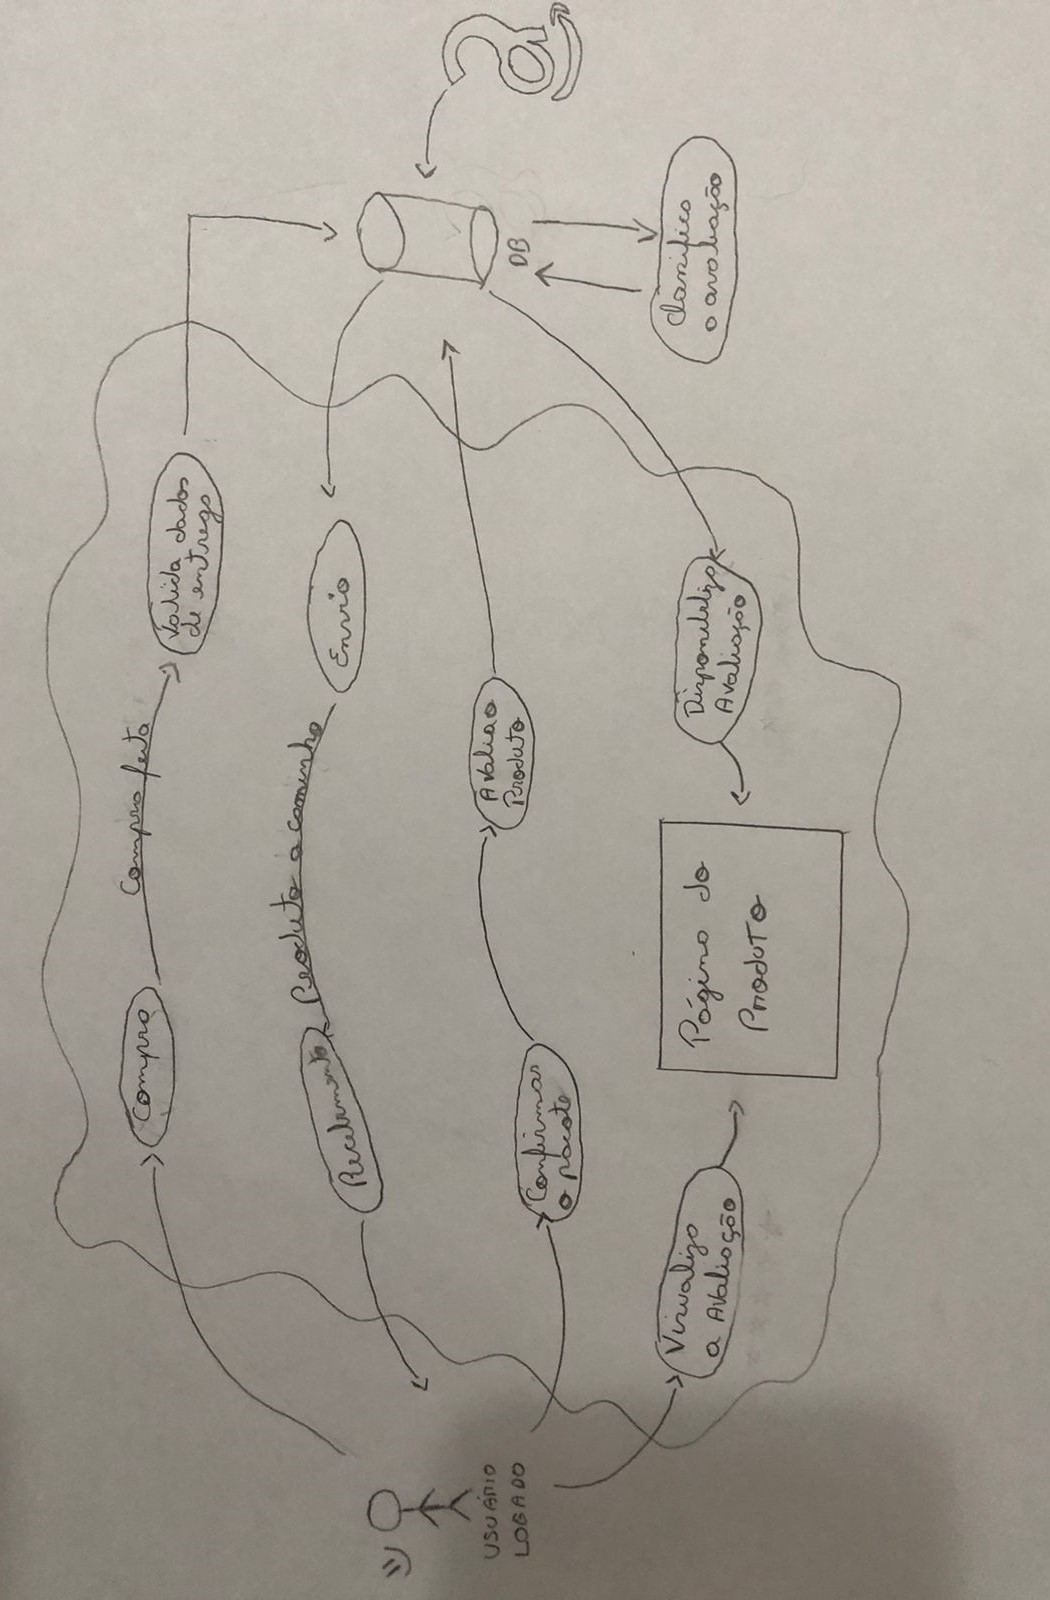 Compra
Compra feita
Valida dados
de entrega
Produto a caminho
Recebimento
Envio
USUÁRIO
LOGADO
Confirmar
o pacote
Avalia o
Produto
DB
a
Visualiza
a Avaliação
Página do
Produto
Disponibiliza
Avaliação
Classifica
a avaliação